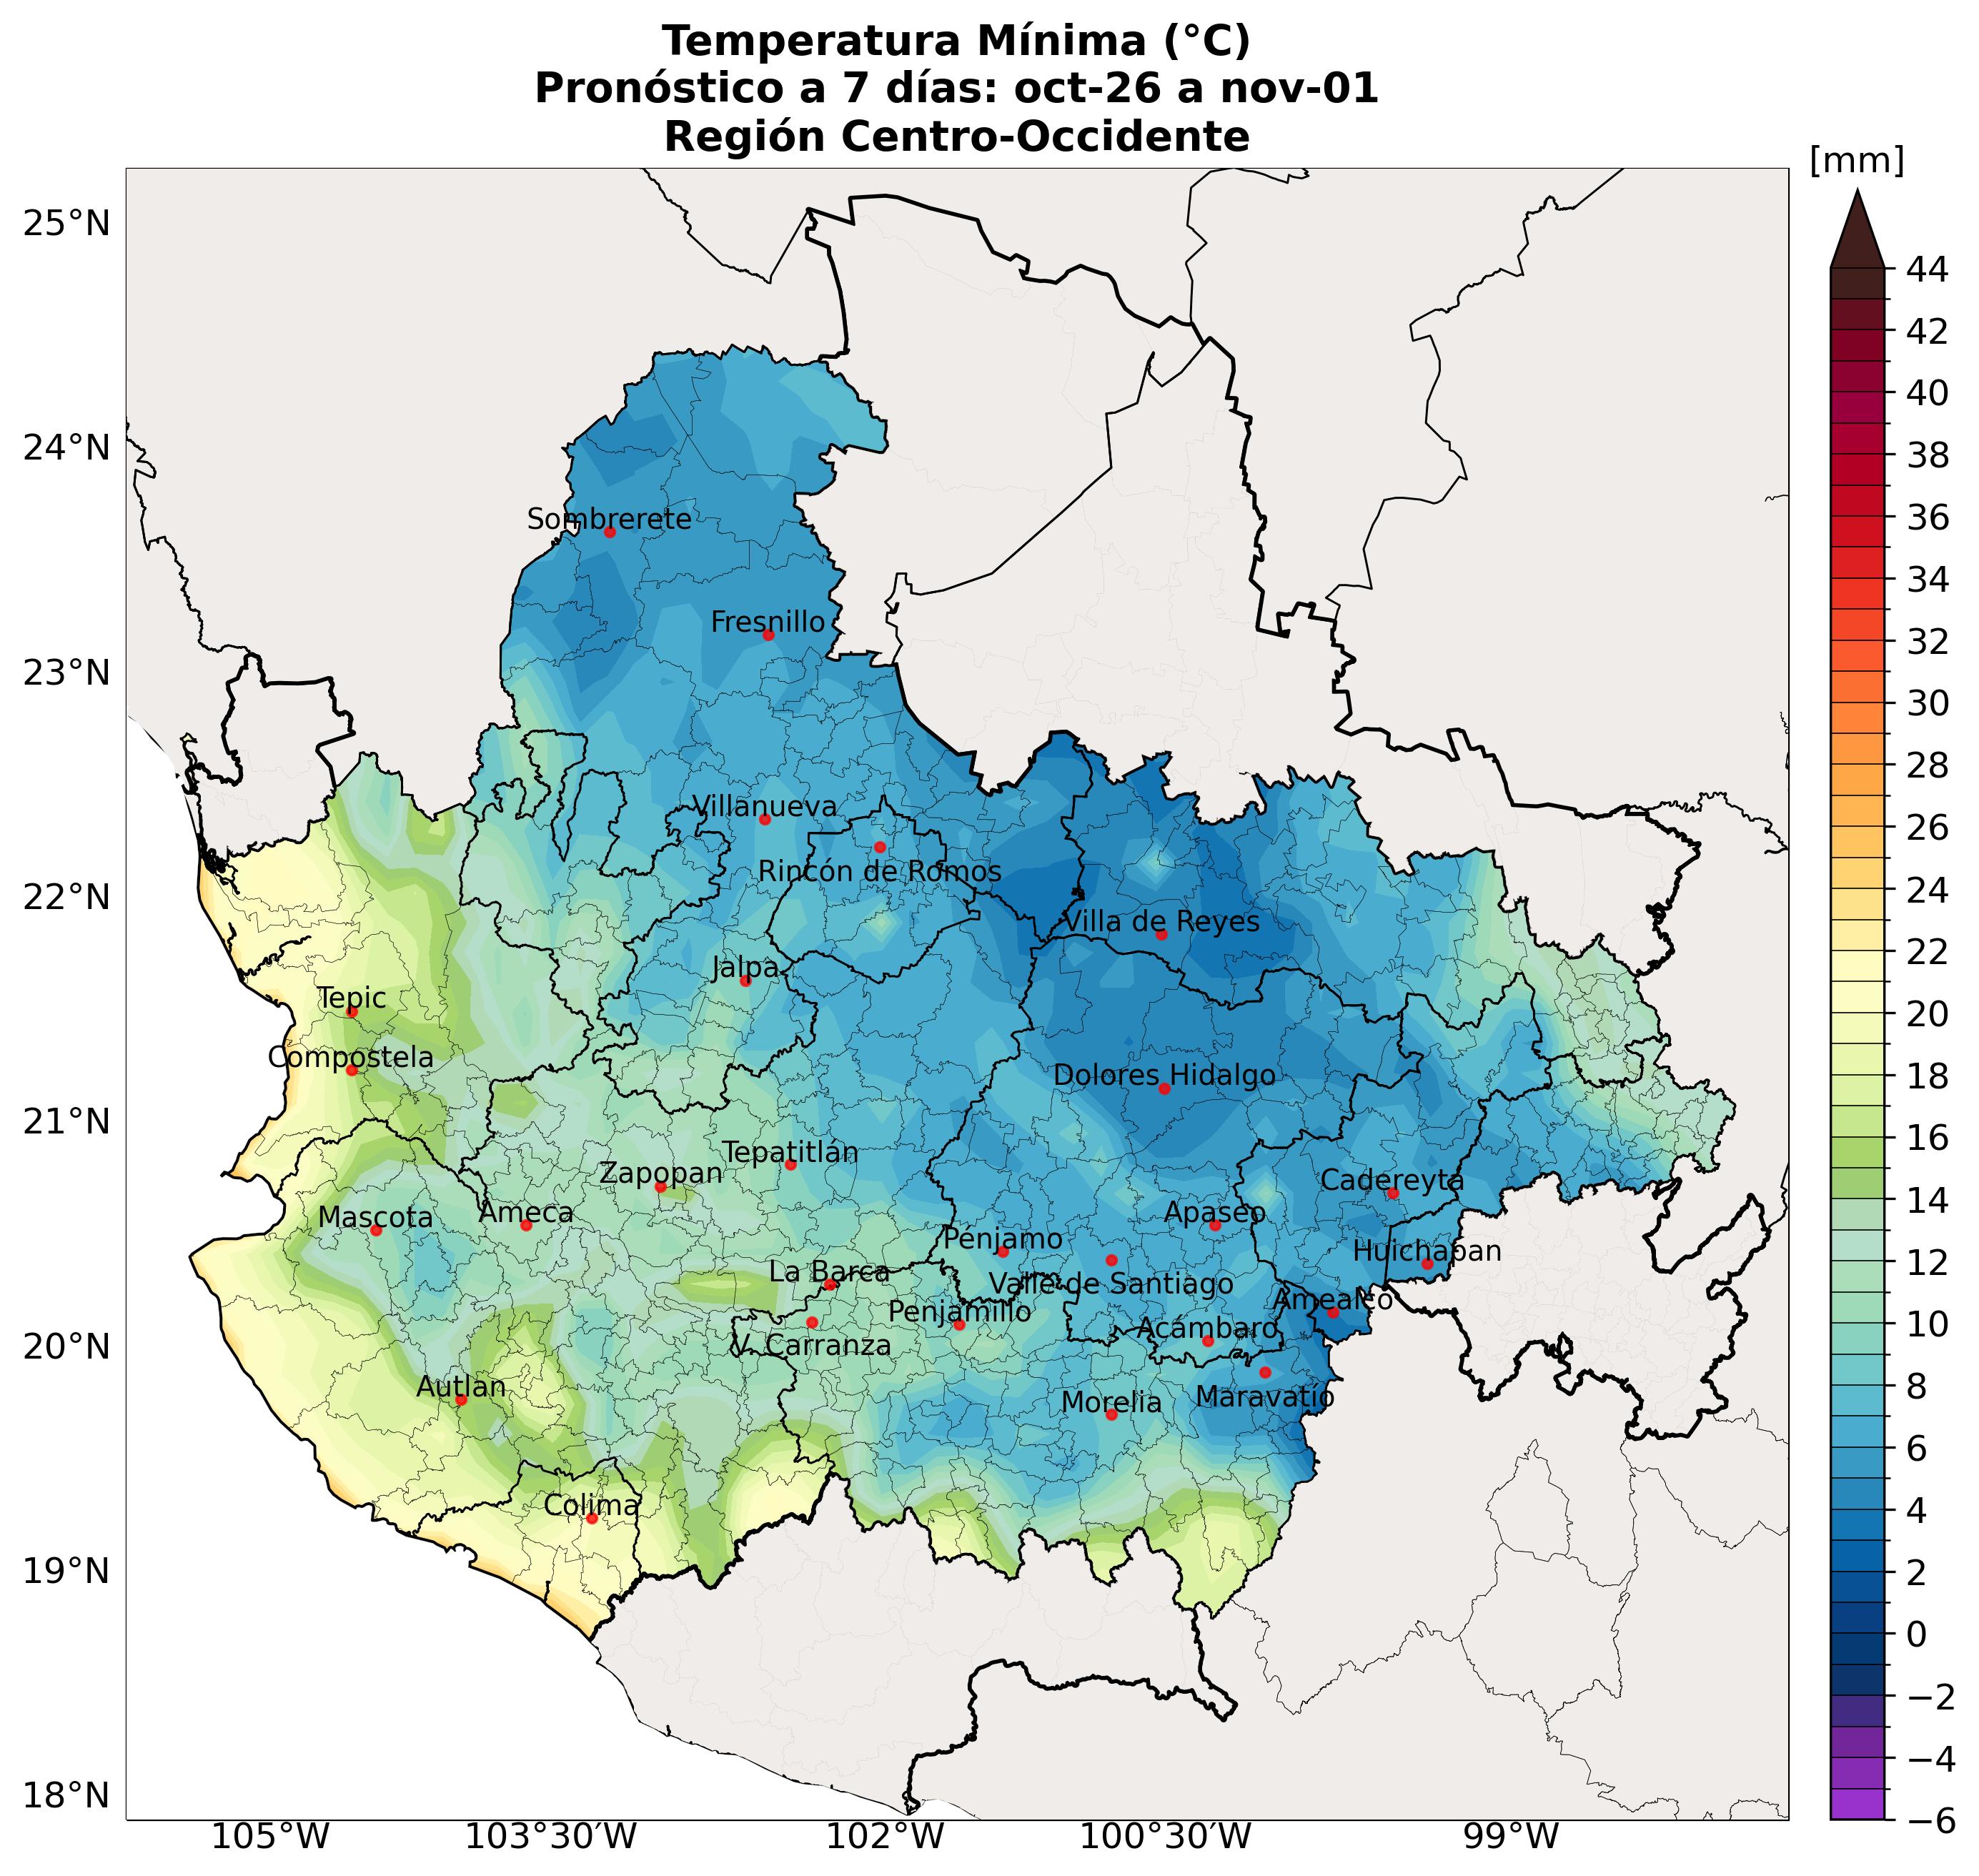 Temperatura Mínima (°C)
Pronóstico a 7 días: oct-26 a nov-01
Región Centro-Occidente
[mm]
25°N
24°N
23°N
22°N
21°N
20°N
19°N
18°N
Sombrerete
Fresnillo
Villanueva
Rincón de Romos
Villa de Reyes
Jalpa
Tepic
Compostela
Dolores Hidalgo
Tepatitlán
Zapopan
Cadereyta
Mascota
Ameca
Apaseo
Pénjamo
Huichapan
La Barca
Valle de Santiago
Amealco
Penjamillo
Acámbaro
V. Carranza
Autlan
Morelia
Maravatío
Colima
105°W
103°30'W
102°W
100°30'W
99°W
44
42
40
38
36
34
32
30
28
26
24
22
20
18
16
14
12
10
8
6
4
2
0
−2
−4
−6